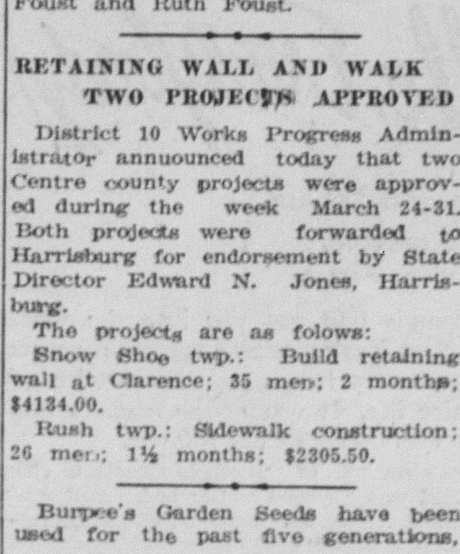 Foust and Ruth Foust.
RETAINING WALL AND WALK
TWO PROJECTS APPROVED
District 10 Works Progress Admin-
istrator annuounced today that two
Centre county projects were approv-
ed during the week March 24-31.
Both projects were forwarded to
Harrisburg for endorsement by State
Director Edward N. Jones, Harris-
burg.
The projects are as folows:
Snow Shoe twp.: Build retaining
wall at Clarence; 35 men; 2 months;
$4134.00.
Rush twp.: Sidewalk construction;
26 men; 1½ months; $2305.50.
Burpee's Garden Seeds have been
used for the past five generations,